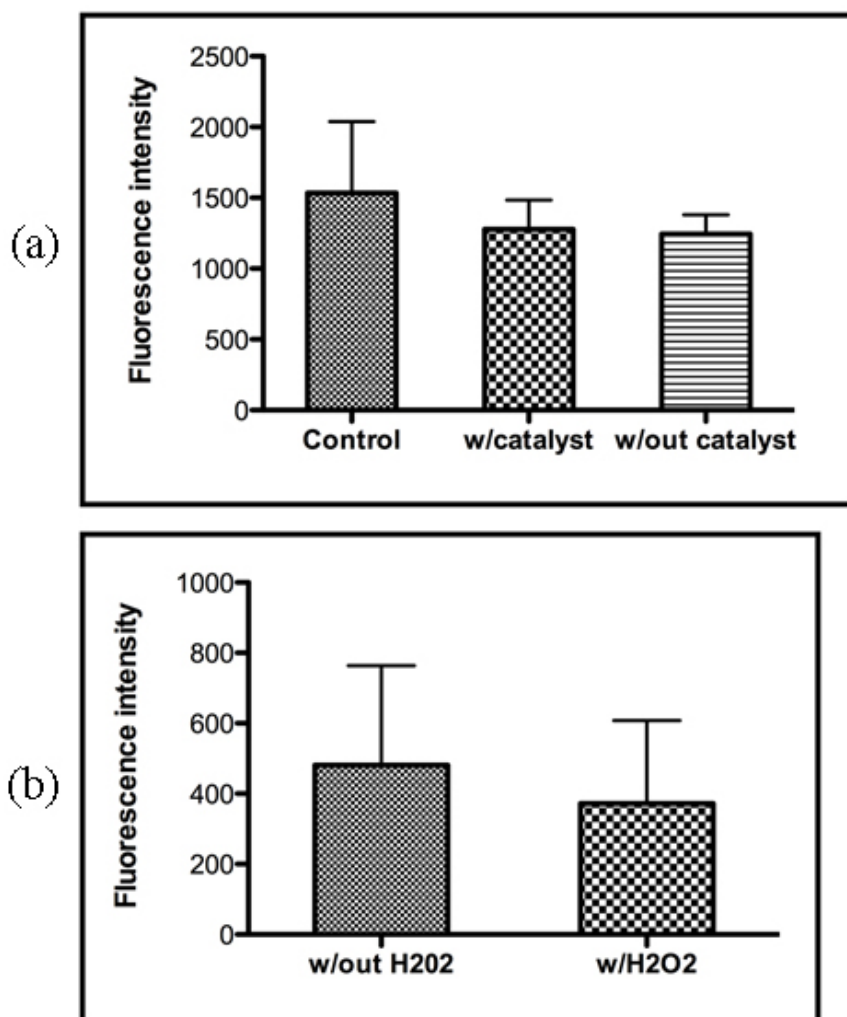 (a)
Fluorescence intensity
2500
2000
1500
1000
500
0
Control w/catalyst w/out catalyst
(b)
Fluorescence intensity
1000
800
600
400
200
0
w/out H202 w/H2O2